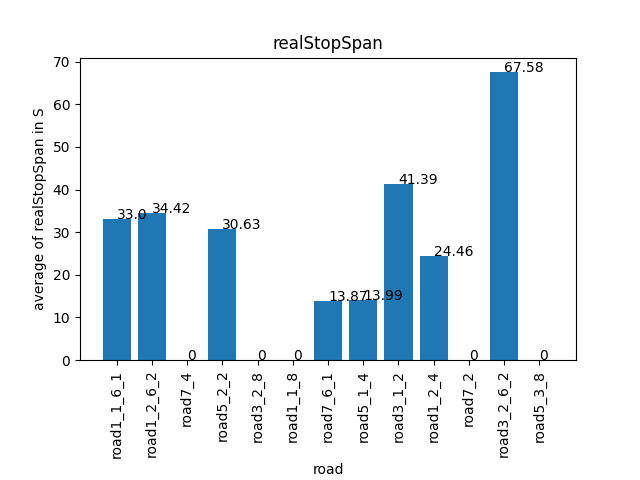 realStopSpan
average of realStopSpan in S
70
60
50
40
30
20
10
0
33.0
34.42
0
30.63
0
0
13.87
13.99
41.39
24.46
0
67.58
0
road1_1_6_1
road1_2_6_2
road7_4
road5_2_2
road3_2_8
road1_1_8
road7_6_1
road5_1_4
road3_1_2
road1_2_4
road7_2
road3_2_6_2
road5_3_8
road